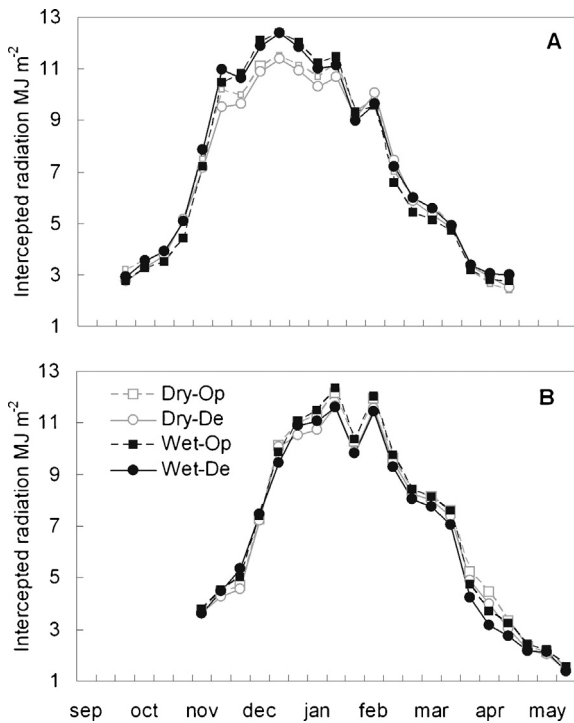 13
A
11
9
7
5
3
1
Intercepted radiation MJ m-2
13
B
11
9
7
5
3
1
Intercepted radiation MJ m-2
Dry-Op
Dry-De
Wet-Op
Wet-De
sep oct nov dec jan feb mar apr may